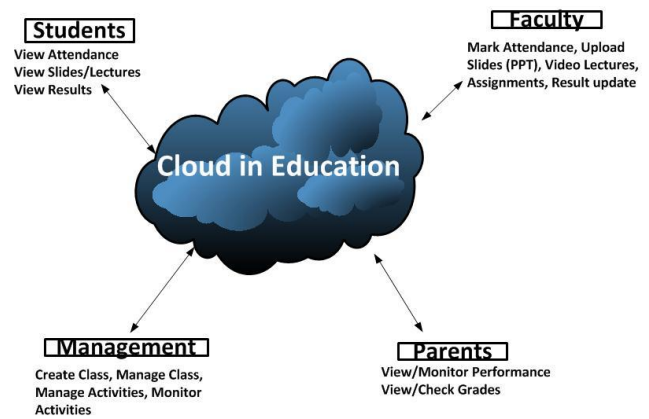 Students
View Attendance
View Slides/Lectures
View Results
Faculty
Mark Attendance, Upload
Slides (PPT), Video Lectures,
Assignments, Result update
Cloud in Education
Management
Create Class, Manage Class,
Manage Activities, Monitor
Activities
Parents
View/Monitor Performance
View/Check Grades